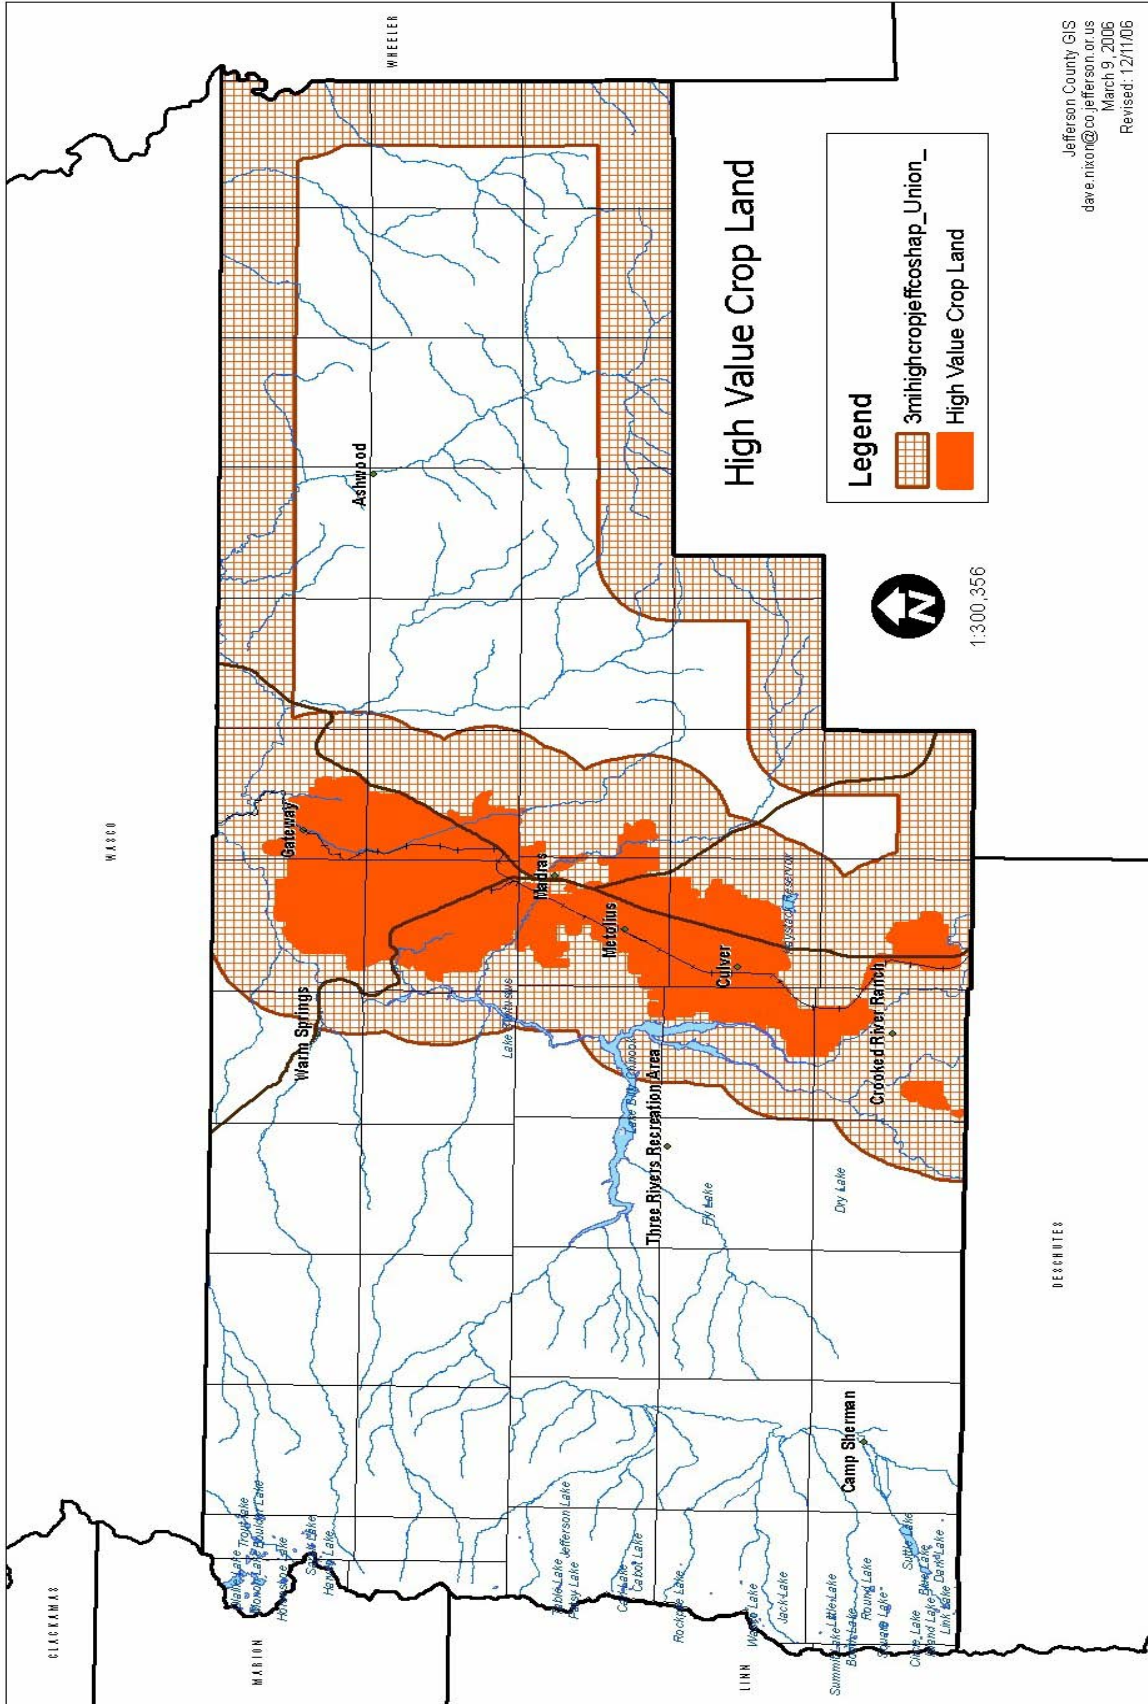 CLACKAMAS
WASCO
MARION
WHEELER
Trout Lake
Boulder Lake
Horseshoe Lake
Harvey Lake
Warm Springs
Gateway
Ashwood
Lake Simtustus
Madras
Table Lake
Patsy Lake
Jefferson Lake
Carl Lake
Cabot Lake
Lake Billy Chinook
Metolius
Three Rivers Recreation Area
Rockpile Lake
Fly Lake
Culver
LINN
Wasco Lake
Jack Lake
Haystack Reservoir
Dry Lake
Summit Lake
Little Lake
Booth Lake
Round Lake
Square Lake
Camp Sherman
Crooked River Ranch
Suttle Lake
Circle Lake
Island Lake
Blue Lake
Link Lake
Dark Lake
DESCHUTES
High Value Crop Land
Legend
3mihighcropjeffcoshap_Union_
High Value Crop Land
N
1:300,356
Jefferson County GIS
dave.nixon@co.jefferson.or.us
March 9, 2006
Revised: 12/11/06